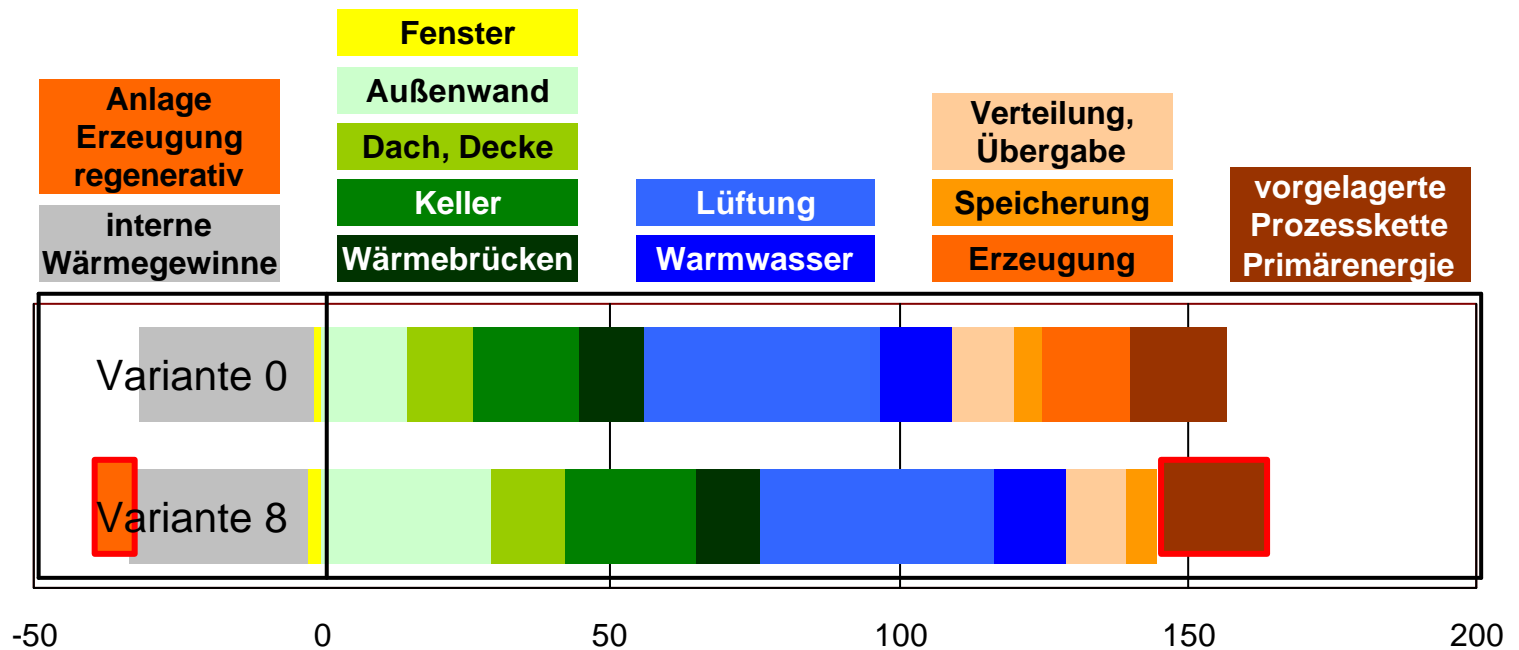 Fenster
Außenwand
Dach, Decke
Keller
Wärmebrücken
Anlage
Erzeugung
regenerativ
interne
Wärmegewinne
Lüftung
Warmwasser
Verteilung,
Übergabe
Speicherung
Erzeugung
vorgelagerte
Prozesskette
Primärenergie
Variante 0
Variante 8
-50 0 50 100 150 200